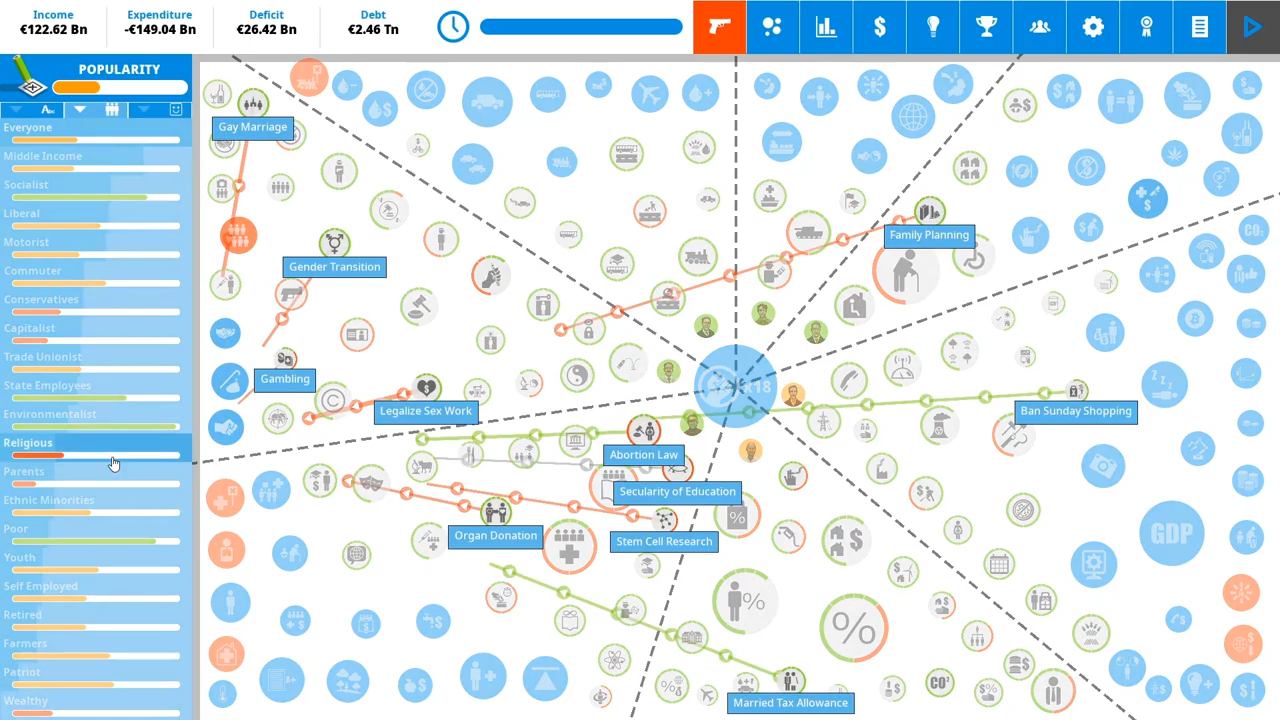 Income
Expenditure
Deficit
Debt
€122.62 Bn
-€149.04 Bn
€26.42 Bn
€2.46 Tn
POPULARITY
Everyone
Middle Income
Socialist
Liberal
Motorist
Commuter
Conservatives
Capitalist
Trade Unionist
State Employees
Environmentalist
Religious
Parents
Ethnic Minorities
Poor
Youth
Self Employed
Retired
Farmers
Patriot
Wealthy
Gay Marriage
Gender Transition
Family Planning
Gambling
Legalize Sex Work
Ban Sunday Shopping
Abortion Law
Secularity of Education
Organ Donation
Stem Cell Research
Married Tax Allowance
x18
GDP
CO²
CO²